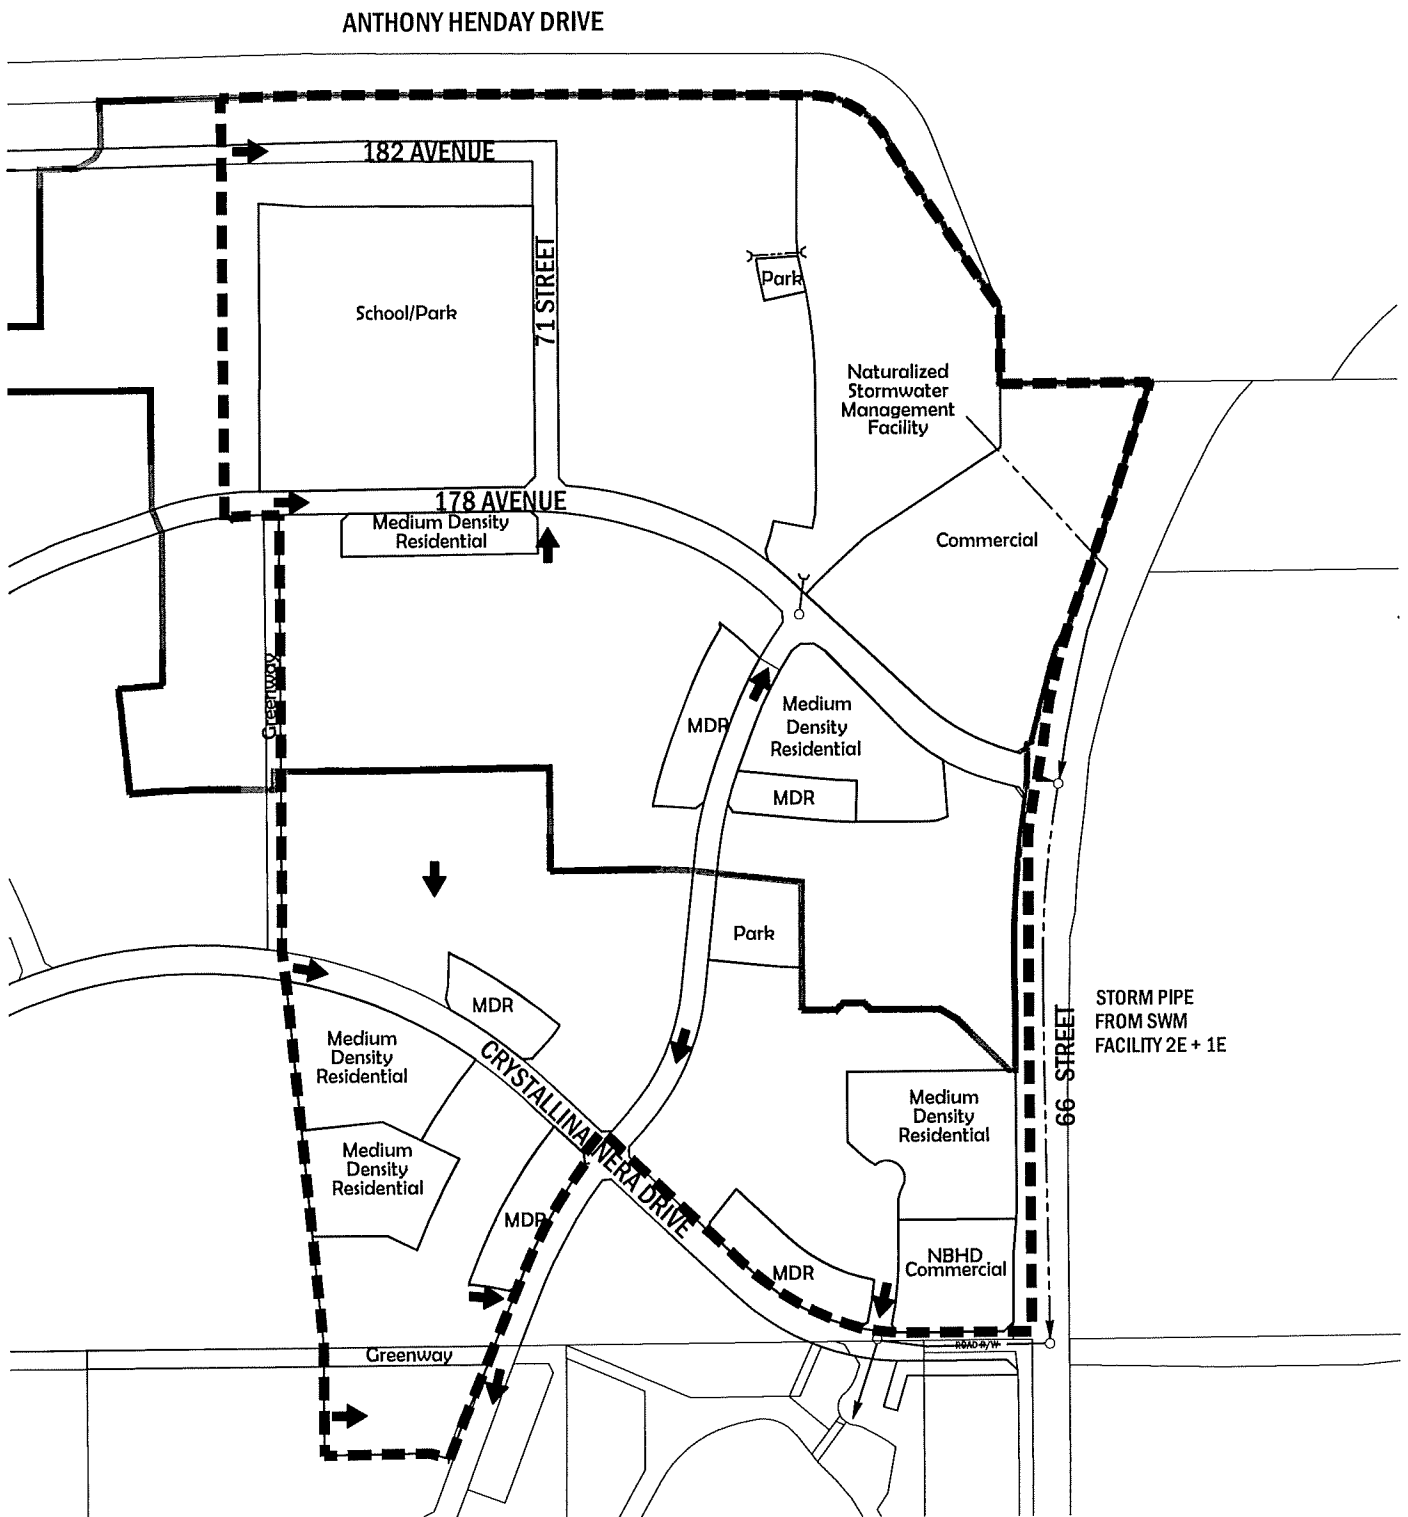 ANTHONY HENDAY DRIVE
182 AVENUE
71 STREET
School/Park
Park
Naturalized
Stormwater
Management
Facility
178 AVENUE
Medium Density
Residential
Commercial
Greenway
MDR
Medium
Density
Residential
MDR
Park
MDR
STORM PIPE
FROM SWM
FACILITY 2E + 1E
66 STREET
Medium
Density
Residential
CRYSTALLINA NERA DRIVE
Medium
Density
Residential
Medium
Density
Residential
MDR
MDR
NBHD
Commercial
ROAD R/W
Greenway